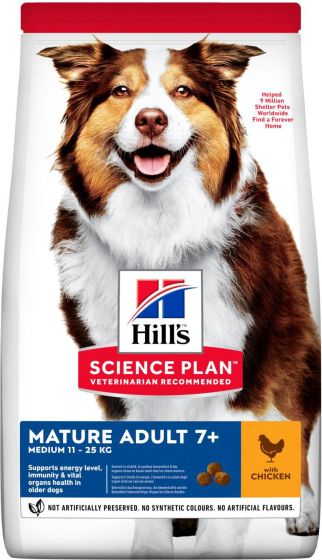 Helped
9 Million
Shelter Pets
Worldwide
Find a Forever
Home
Hill's
SCIENCE PLAN™
VETERINARIAN RECOMMENDED
MATURE ADULT 7+
MEDIUM 11 - 25 KG
Supports energy level,
immunity & vital
organs health in
older dogs
with
CHICKEN
NOT ARTIFICIALLY PRESERVED. NO SYNTHETIC COLOURS. NO ARTIFICIAL FLAVOURS.